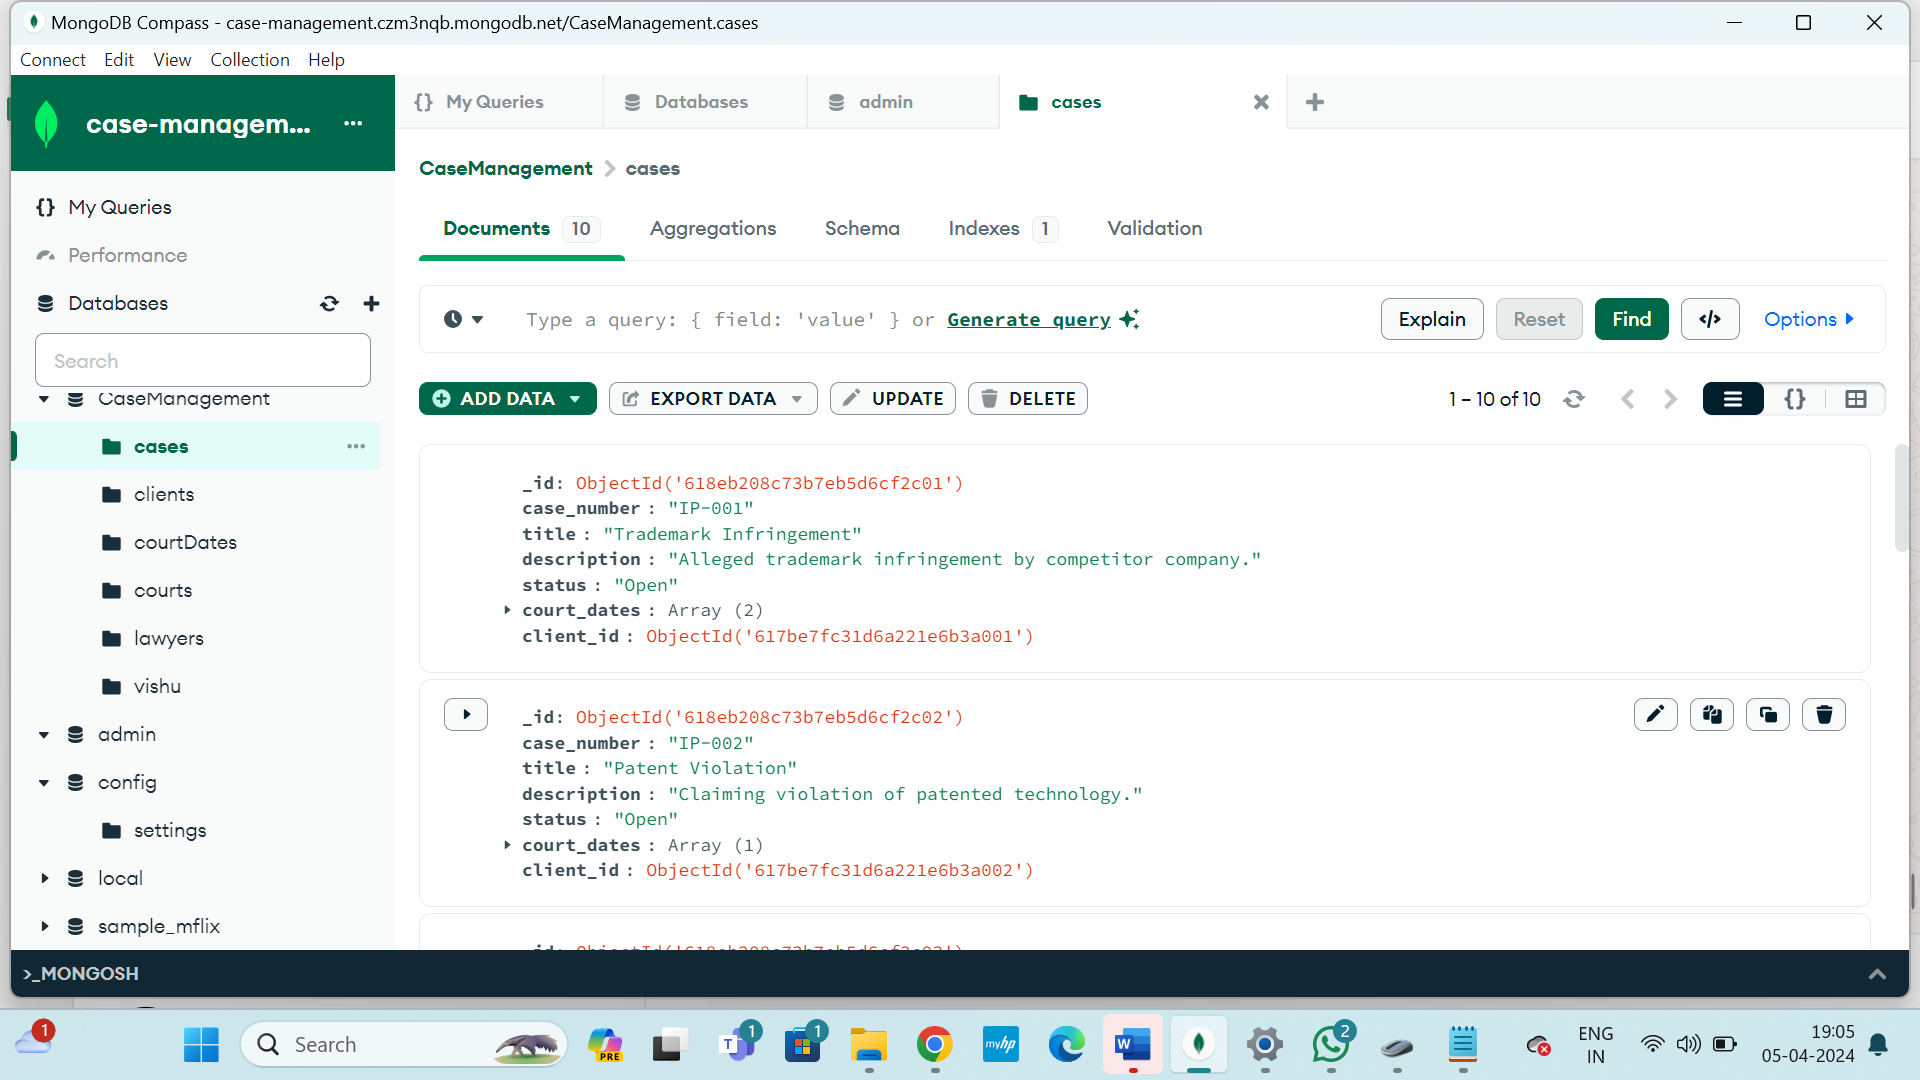 MongoDB Compass - case-management.czm3nqb.mongodb.net/CaseManagement.cases
Connect Edit View Collection Help
case-managem...
My Queries
Performance
Databases
Search
CaseManagement
cases
clients
courtDates
courts
lawyers
vishu
admin
config
settings
local
sample_mflix
My Queries Databases admin cases
CaseManagement > cases
Documents 10 Aggregations Schema Indexes 1 Validation
Type a query: { field: 'value' } or Generate query
Explain Reset Find </> Options
ADD DATA EXPORT DATA UPDATE DELETE
1 – 10 of 10 {}
_id: ObjectId('618eb208c73b7eb5d6cf2c01')
case_number : "IP-001"
title : "Trademark Infringement"
description : "Alleged trademark infringement by competitor company."
status : "Open"
court_dates : Array (2)
client_id : ObjectId('617be7fc31d6a221e6b3a001')
_id: ObjectId('618eb208c73b7eb5d6cf2c02')
case_number : "IP-002"
title : "Patent Violation"
description : "Claiming violation of patented technology."
status : "Open"
court_dates : Array (1)
client_id : ObjectId('617be7fc31d6a221e6b3a002')
>_MONGOSH
1
Search
PRE
T 1
1
myhp
W
2
ENG
IN
19:05
05-04-2024